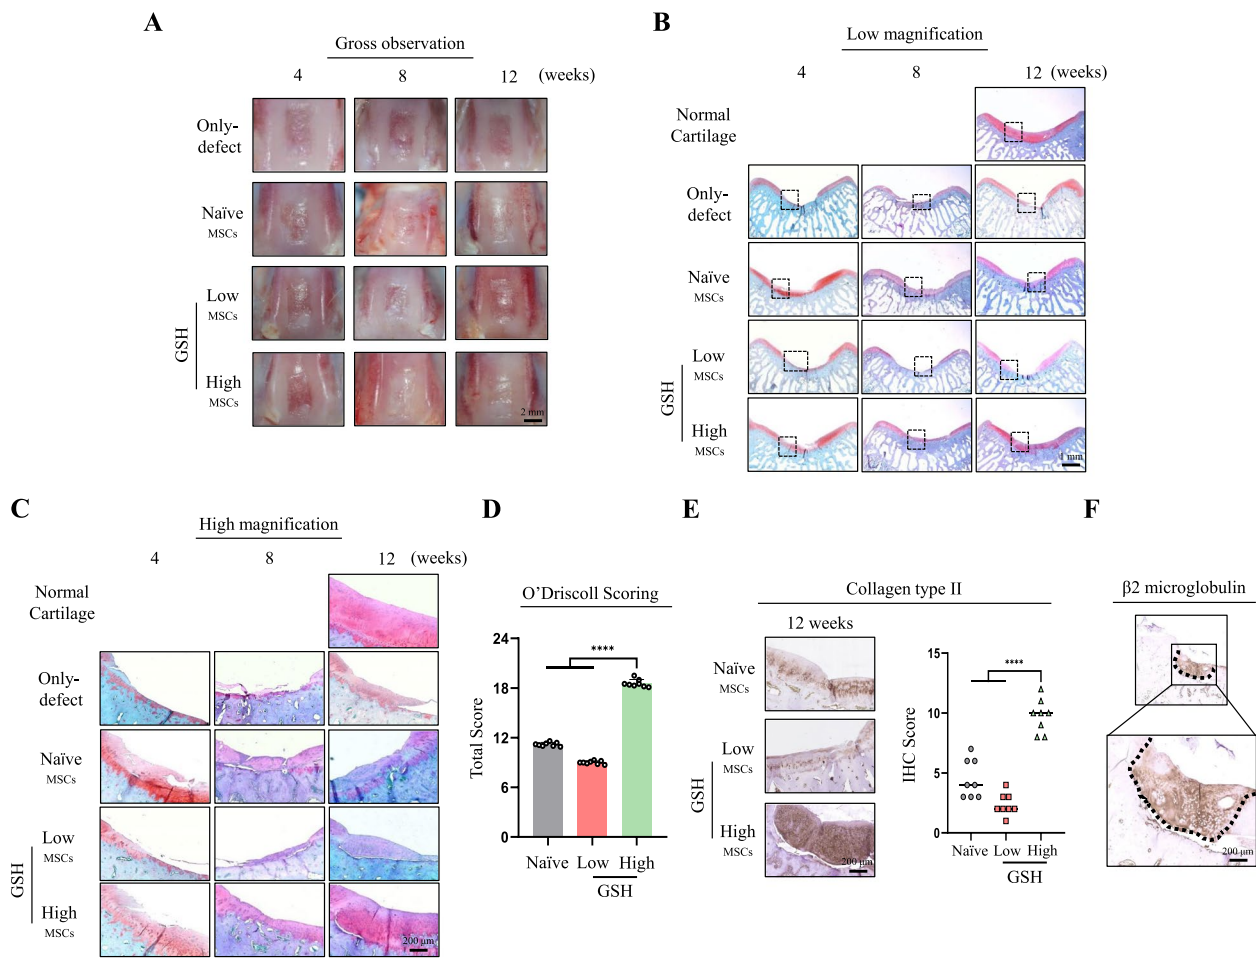 A
Gross observation
4 8 12 (weeks)
Only-
defect
Naïve
MSCs
Low
MSCs
GSH
High
MSCs
2 mm
B
Low magnification
4 8 12 (weeks)
Normal
Cartilage
Only-
defect
Naïve
MSCs
Low
MSCs
GSH
High
MSCs
1 mm
C
High magnification
4 8 12 (weeks)
Normal
Cartilage
Only-
defect
Naïve
MSCs
Low
MSCs
GSH
High
MSCs
200 μm
D
O'Driscoll Scoring
****
Total Score
24
18
12
6
0
Naïve Low High
GSH
E
Collagen type II
12 weeks
Naïve
MSCs
Low
MSCs
GSH
High
MSCs
200 μm
****
IHC Score
15
10
5
0
Naïve Low High
GSH
F
β2 microglobulin
200 μm